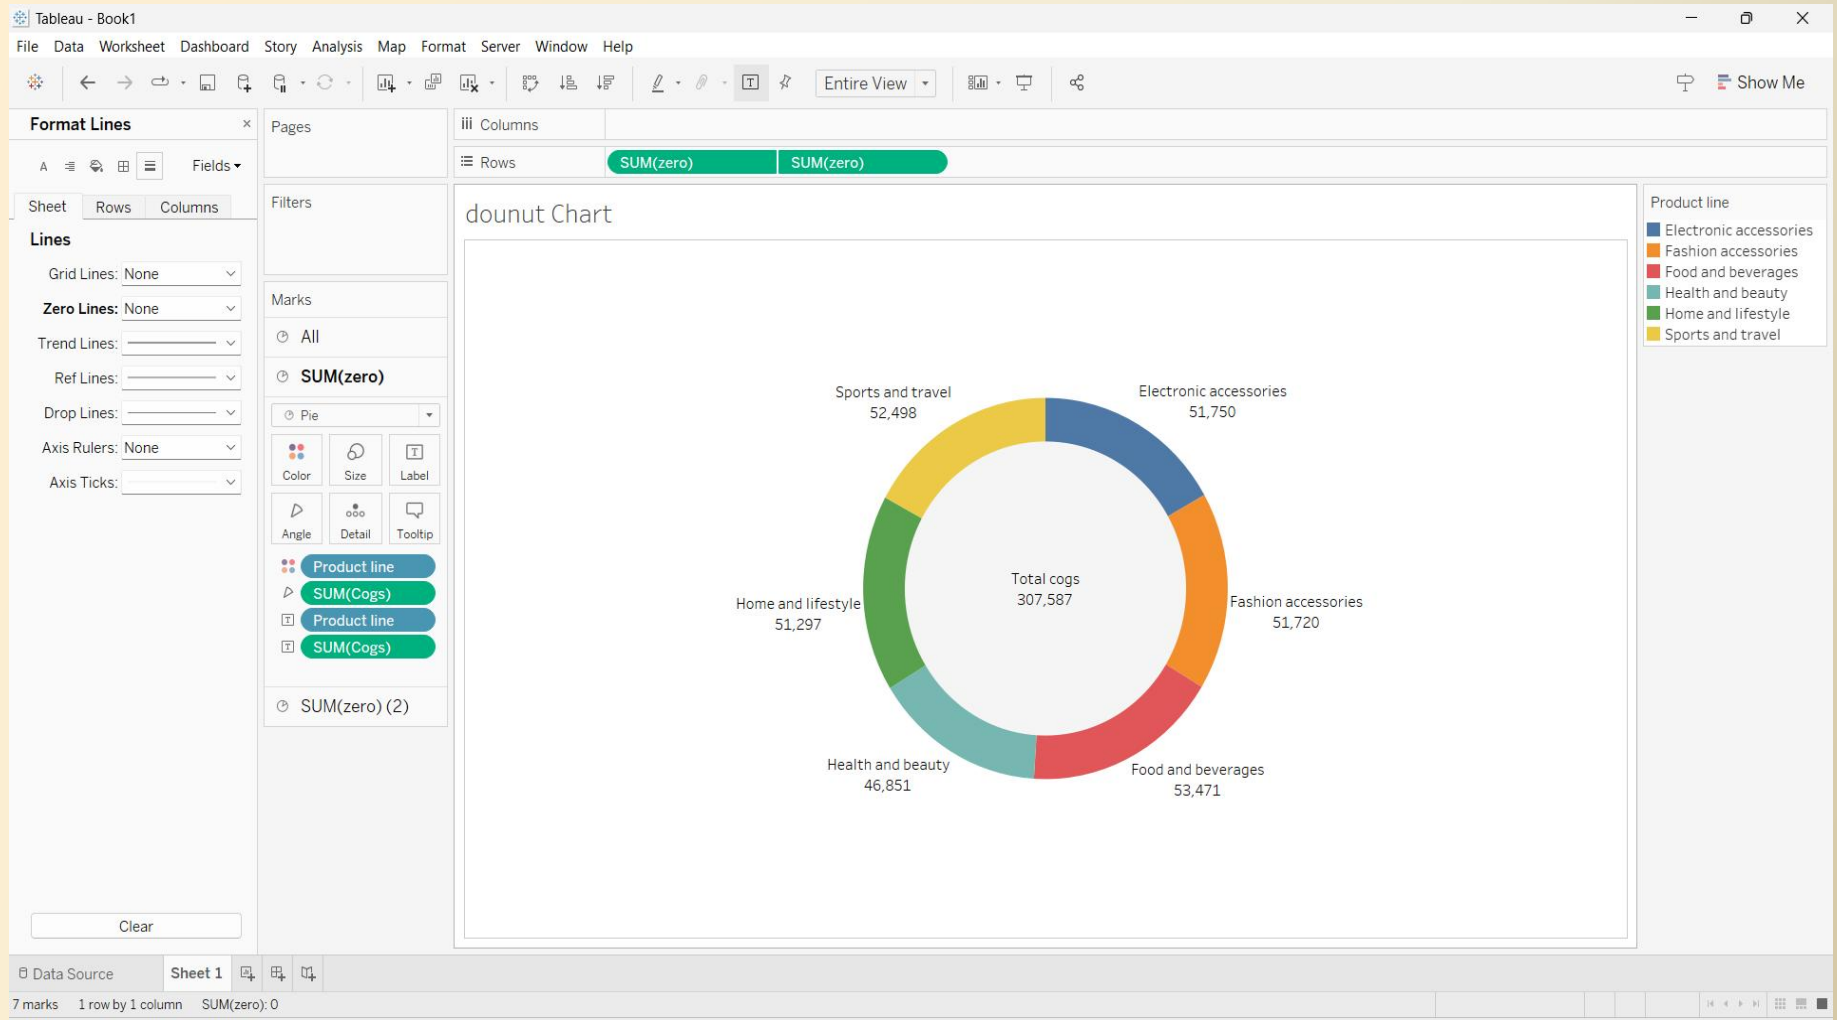 Tableau - Book1
File Data Worksheet Dashboard Story Analysis Map Format Server Window Help
Entire View
Show Me
Format Lines
Fields
Sheet Rows Columns
Lines
Grid Lines: None
Zero Lines: None
Trend Lines:
Ref Lines:
Drop Lines:
Axis Rulers: None
Axis Ticks:
Clear
Pages
Filters
Marks
All
SUM(zero)
Pie
Color Size Label
Angle Detail Tooltip
Product line
SUM(Cogs)
Product line
SUM(Cogs)
SUM(zero) (2)
iii Columns
Rows SUM(zero) SUM(zero)
dounut Chart
Sports and travel
52,498
Electronic accessories
51,750
Total cogs
307,587
Home and lifestyle
51,297
Fashion accessories
51,720
Health and beauty
46,851
Food and beverages
53,471
Product line
Electronic accessories
Fashion accessories
Food and beverages
Health and beauty
Home and lifestyle
Sports and travel
Data Source Sheet 1
7 marks 1 row by 1 column SUM(zero): 0